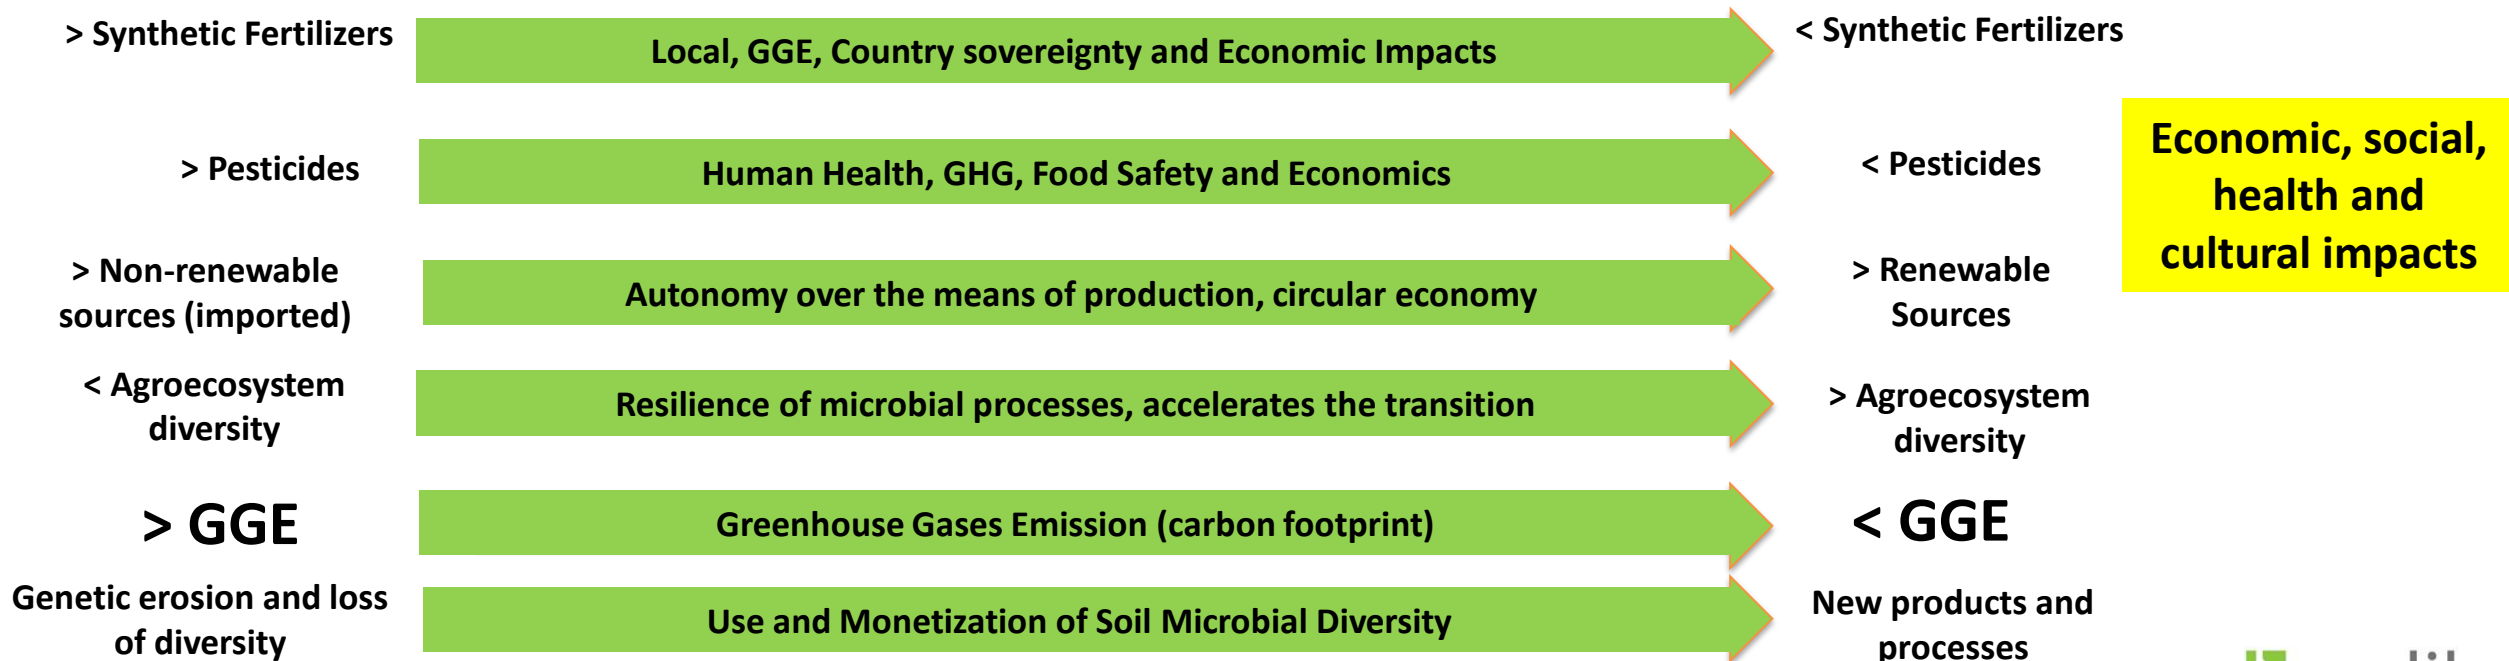 > Synthetic Fertilizers
Local, GGE, Country sovereignty and Economic Impacts
< Synthetic Fertilizers
> Pesticides
Human Health, GHG, Food Safety and Economics
< Pesticides
Economic, social,
health and
cultural impacts
> Non-renewable
sources (imported)
Autonomy over the means of production, circular economy
> Renewable
Sources
< Agroecosystem
diversity
Resilience of microbial processes, accelerates the transition
> Agroecosystem
diversity
> GGE
Greenhouse Gases Emission (carbon footprint)
< GGE
Genetic erosion and loss
of diversity
Use and Monetization of Soil Microbial Diversity
New products and
processes